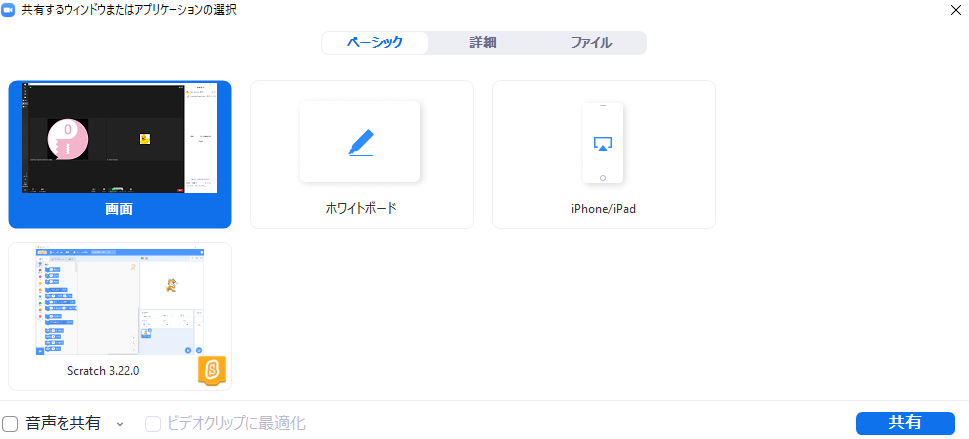 共有するウィンドウまたはアプリケーションの選択
ベーシック
詳細
ファイル
画面
ホワイトボード
iPhone/iPad
Scratch 3.22.0
音声を共有
ビデオクリップに最適化
共有